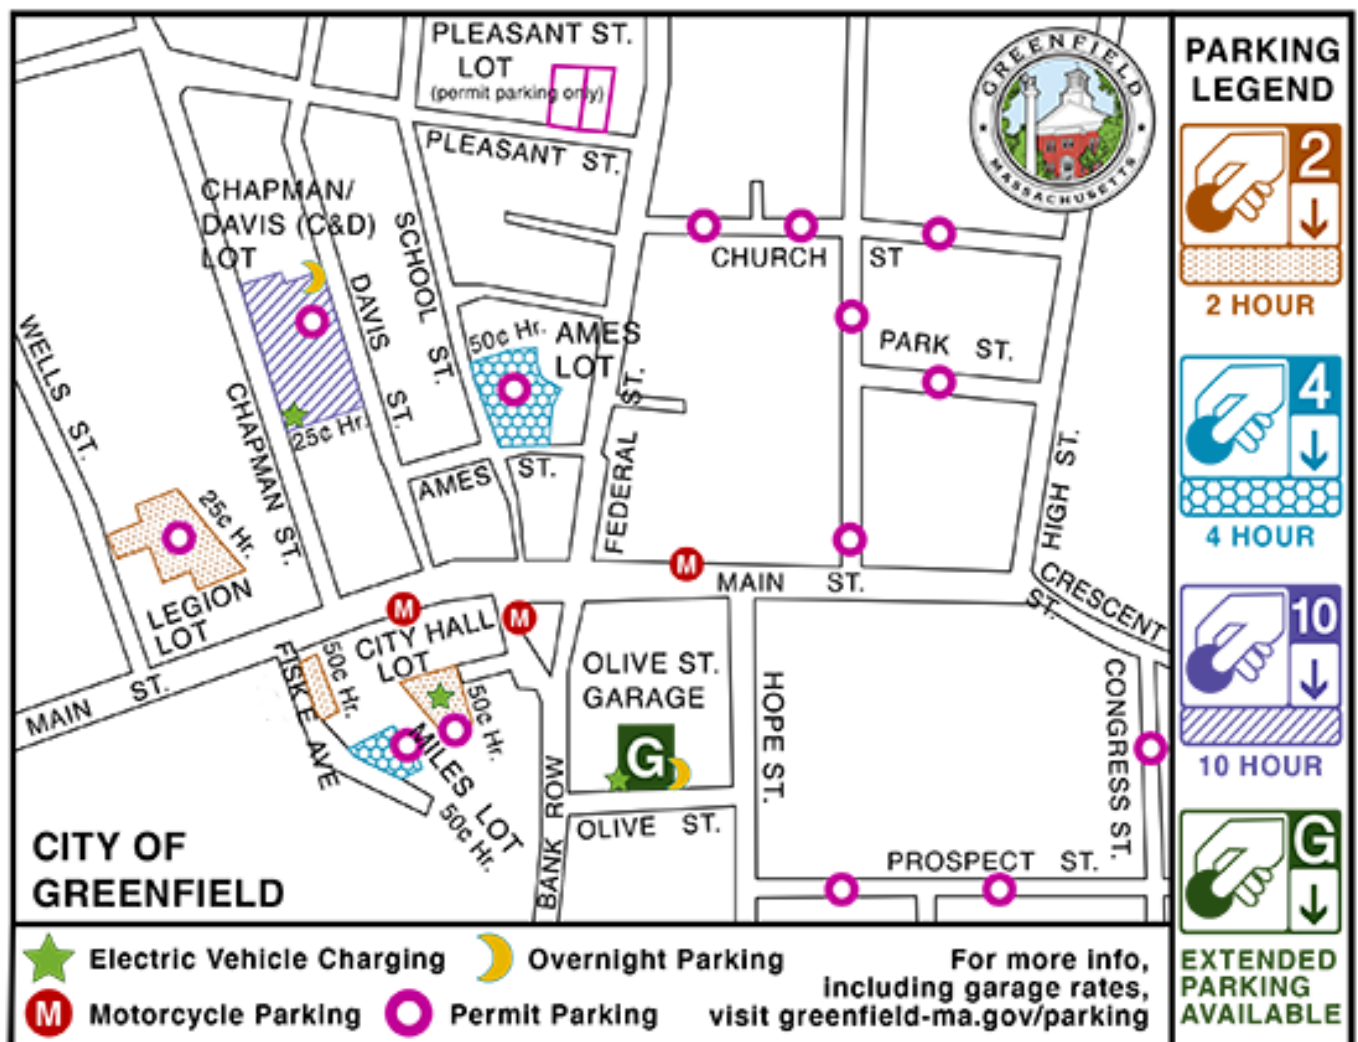 PLEASANT ST.
LOT
(permit parking only)
PLEASANT ST.
GREENFIELD
MASSACHUSETTS
CHAPMAN/
DAVIS (C&D)
LOT
SCHOOL ST.
DAVIS ST.
25¢ Hr.
50¢ Hr.
AMES
LOT
CHURCH ST
PARK ST.
WELLS ST.
CHAPMAN ST.
AMES ST.
FEDERAL ST.
HIGH ST.
25¢ Hr.
LEGION
LOT
M
MAIN ST.
CRESCENT
ST.
M
M
CITY HALL
LOT
50¢ Hr.
50¢ Hr.
FISKE AVE
MAIN ST.
MILES LOT
50¢ Hr.
OLIVE ST.
GARAGE
G
OLIVE ST.
BANK ROW
HOPE ST.
CONGRESS ST.
PROSPECT ST.
CITY OF
GREENFIELD
Electric Vehicle Charging
Overnight Parking
M Motorcycle Parking
Permit Parking
For more info,
including garage rates,
visit greenfield-ma.gov/parking
PARKING
LEGEND
2
2 HOUR
4
4 HOUR
10
10 HOUR
G
EXTENDED
PARKING
AVAILABLE